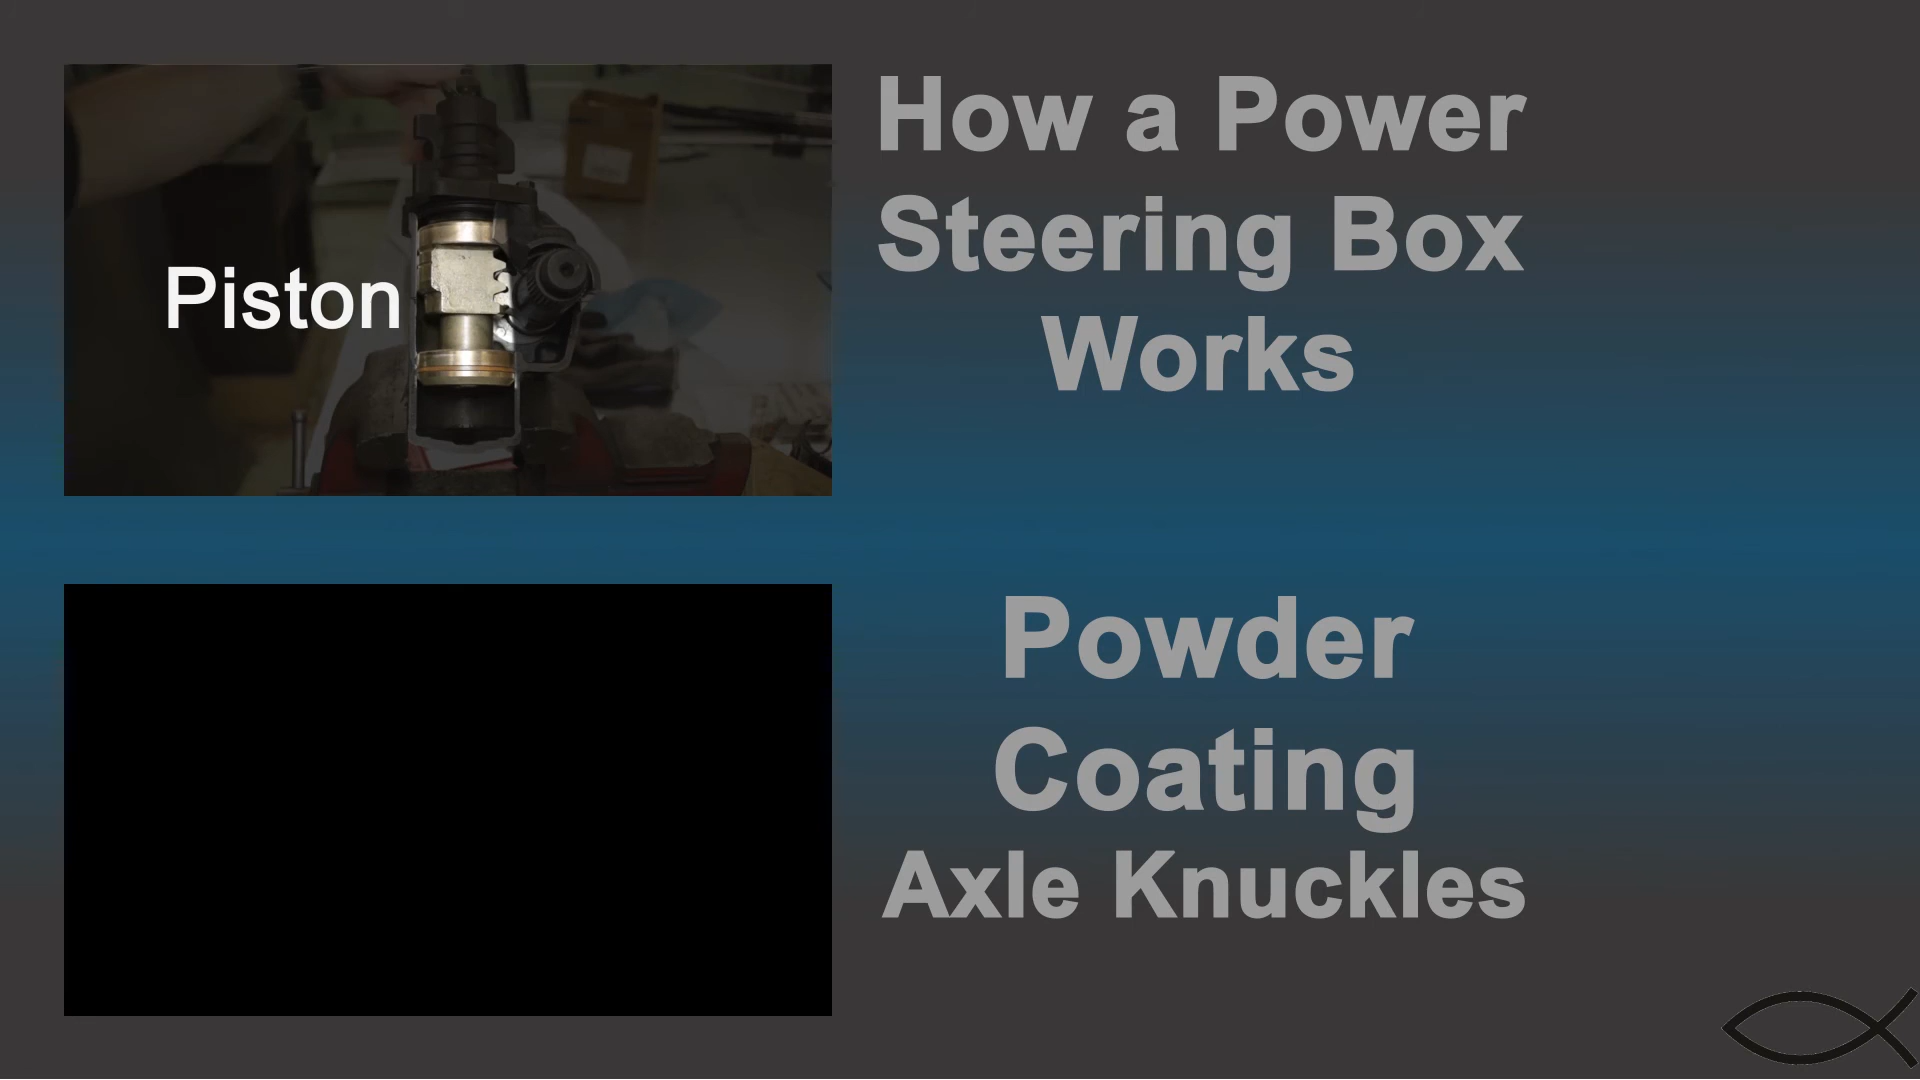 How a Power
Steering Box
Works
Piston
Powder
Coating
Axle Knuckles